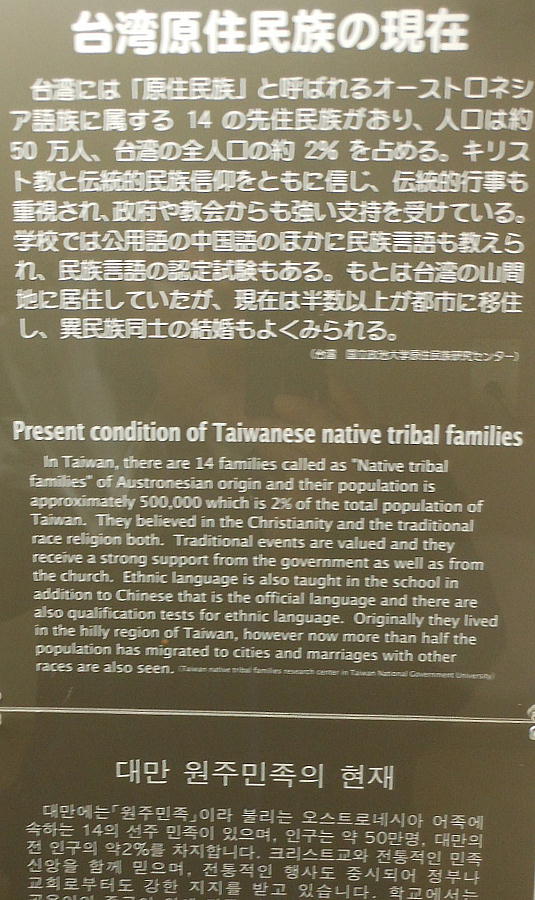 台湾原住民族の現在
台湾には「原住民族」と呼ばれるオーストロネシ
ア語族に属する 14 の先住民族がおり、人口は約
50 万人、台湾の全人口の約 2% を占める。キリス
ト教と伝統的民族信仰をともに信じ、伝統的行事も
重視され、政府や教会からも強い支持を受けている。
学校では公用語の中国語のほかに民族言語も教えら
れ、民族言語の認定試験もある。もとは台湾の山間
地に居住していたが、現在は半数以上が都市に移住
し、異民族同士の結婚もよくみられる。
(台湾 国立政治大学原住民族研究センター)
Present condition of Taiwanese native tribal families
In Taiwan, there are 14 families called as "Native tribal
families" of Austronesian origin and their population is
approximately 500,000 which is 2% of the total population of
Taiwan. They believed in the Christianity and the traditional
race religion both. Traditional events are valued and they
receive a strong support from the government as well as from
the church. Ethnic language is also taught in the school in
addition to Chinese that is the official language and there are
also qualification tests for ethnic language. Originally they lived
in the hilly region of Taiwan, however now more than half the
population has migrated to cities and marriages with other
races are also seen. (Taiwan native tribal families research center in Taiwan National Government University)
대만 원주민족의 현재
대만에는「원주민족」이라 불리는 오스트로네시아 어족에
속하는 14의 선주 민족이 있으며, 인구는 약 50만명, 대만의
전 인구의 약2%를 차지합니다. 크리스트교와 전통적인 민족
신앙을 함께 믿으며, 전통적인 행사도 중시되어 정부나
교회로부터도 강한 지지를 받고 있습니다. 학교에서는